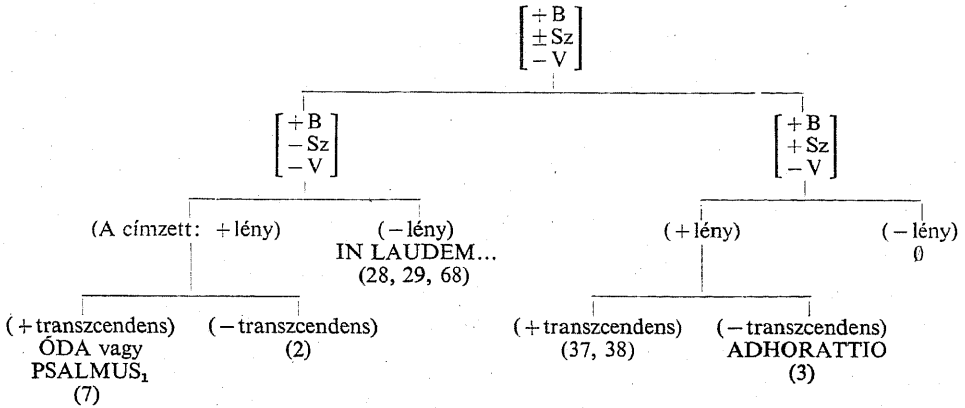 +B
±Sz
−V
+B
−Sz
−V
+B
+Sz
−V
(A címzett: +lény)
(−lény)
IN LAUDEM...
(28, 29, 68)
(+lény)
(−lény)
∅
(+transzcendens)
ÓDA vagy
PSALMUS₁
(7)
(−transzcendens)
(2)
(+transzcendens)
(37, 38)
(−transzcendens)
ADHORATTIO
(3)